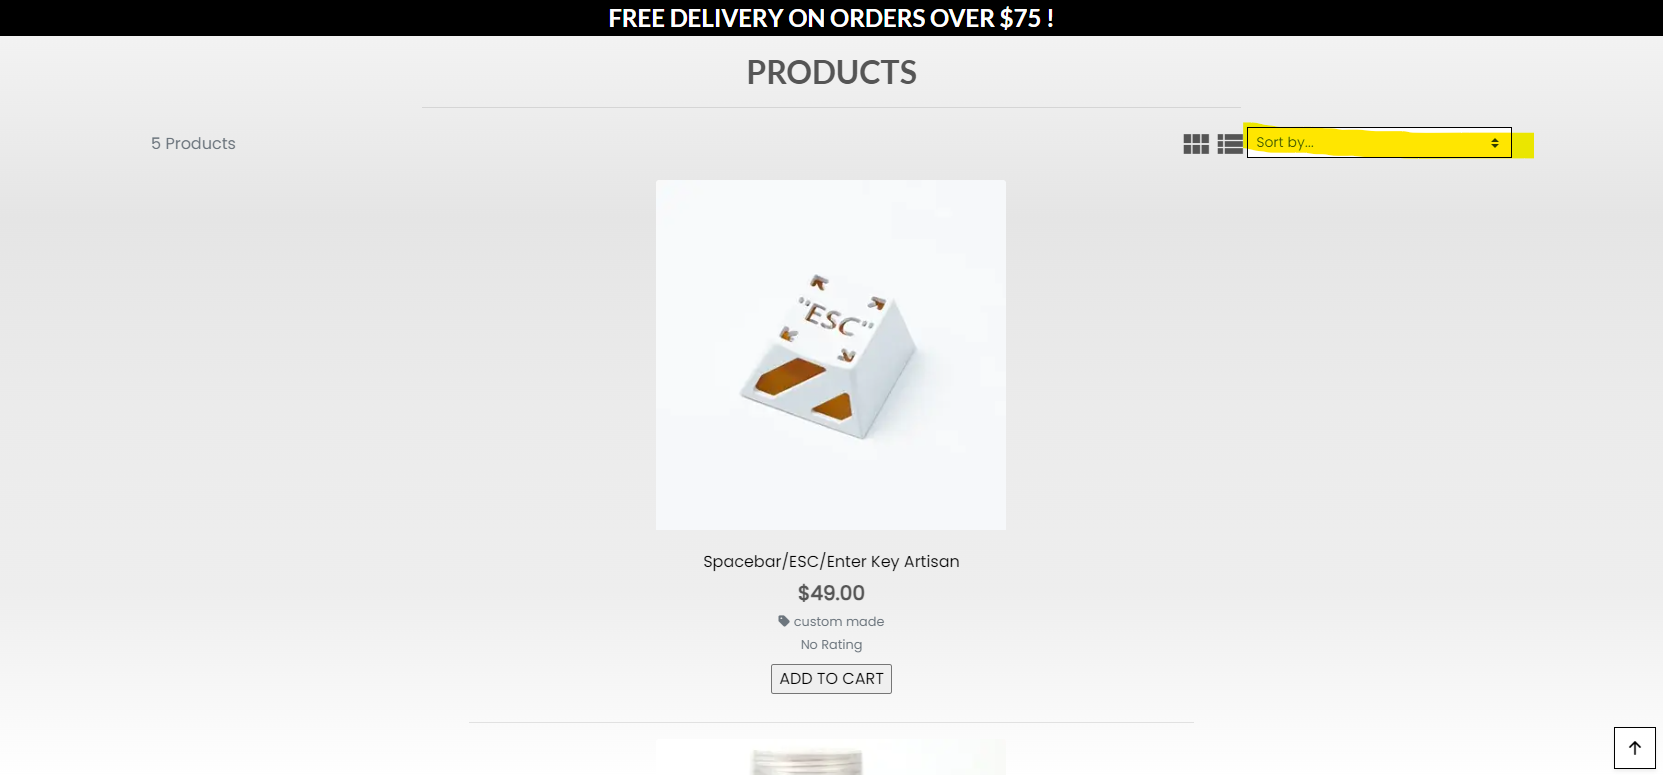 FREE DELIVERY ON ORDERS OVER $75 !
PRODUCTS
5 Products
Sort by...
"ESC"
Spacebar/ESC/Enter Key Artisan
$49.00
custom made
No Rating
ADD TO CART